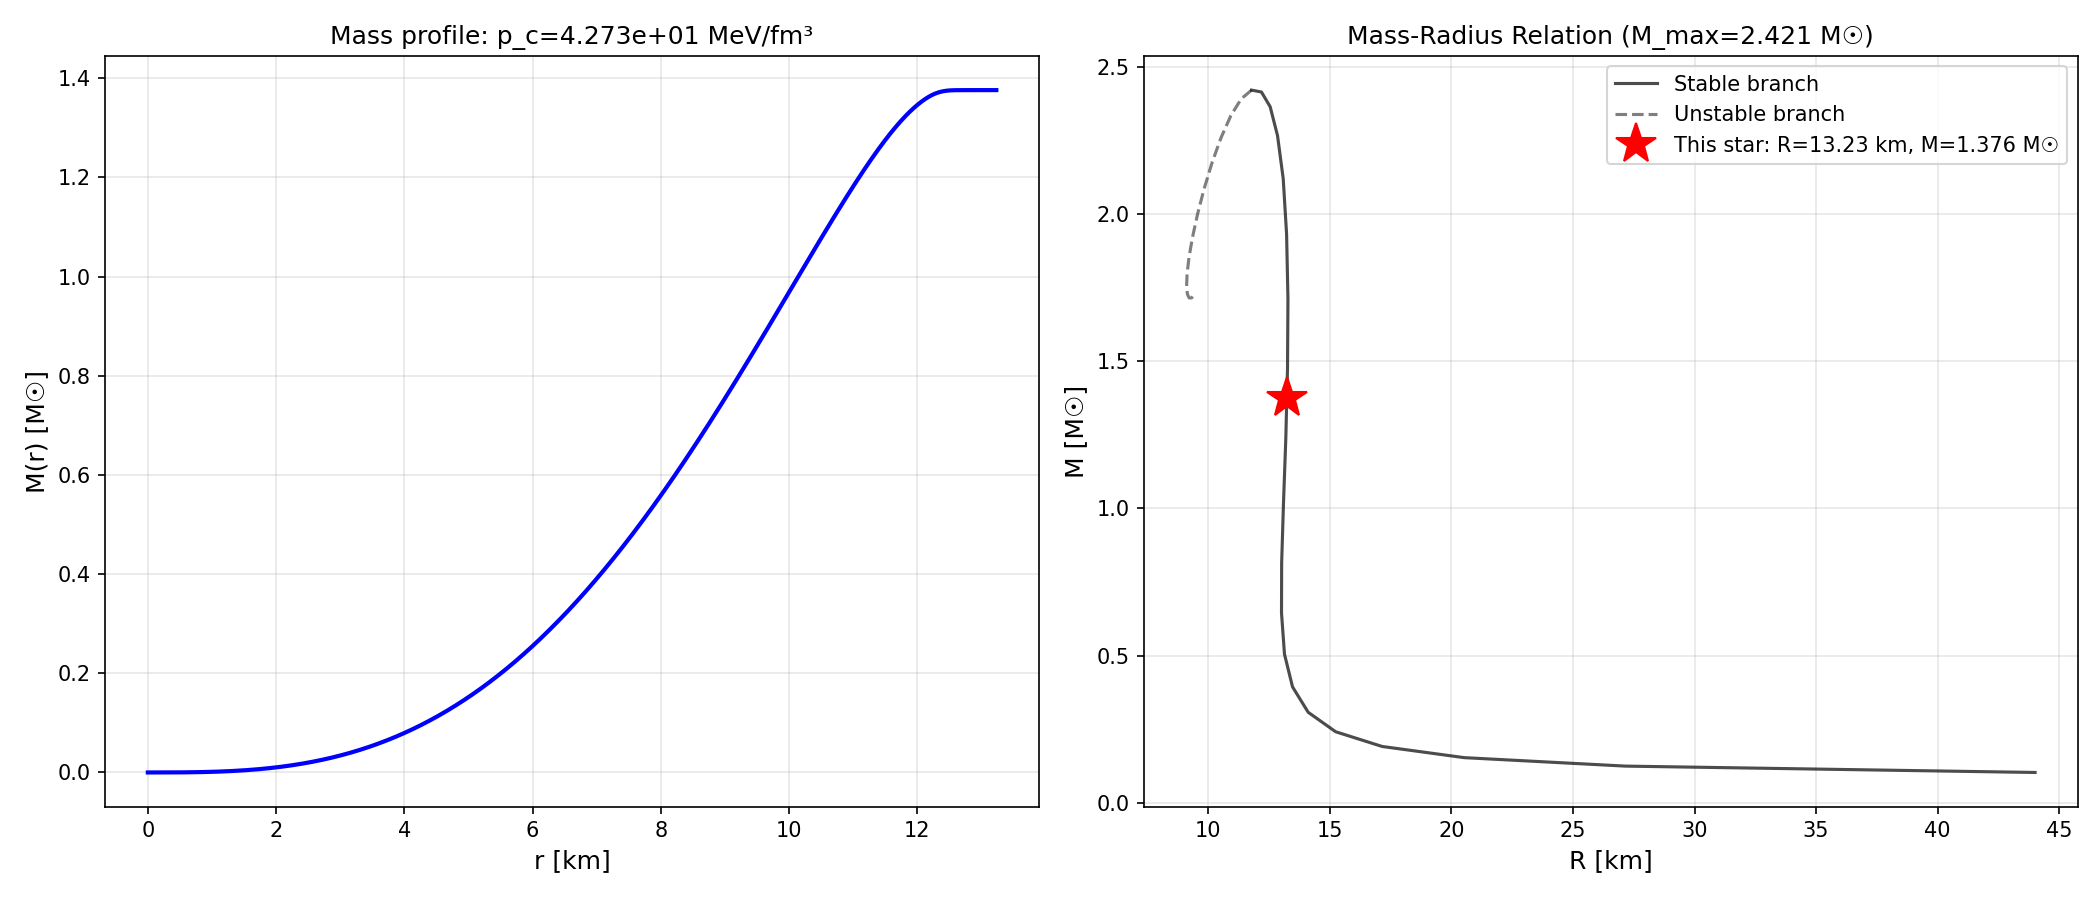 Mass profile: p_c=4.273e+01 MeV/fm³
M(r) [M☉]
1.4
1.2
1.0
0.8
0.6
0.4
0.2
0.0
0 2 4 6 8 10 12
r [km]
Mass-Radius Relation (M_max=2.421 M☉)
Stable branch
Unstable branch
This star: R=13.23 km, M=1.376 M☉
M [M☉]
2.5
2.0
1.5
1.0
0.5
0.0
10 15 20 25 30 35 40 45
R [km]